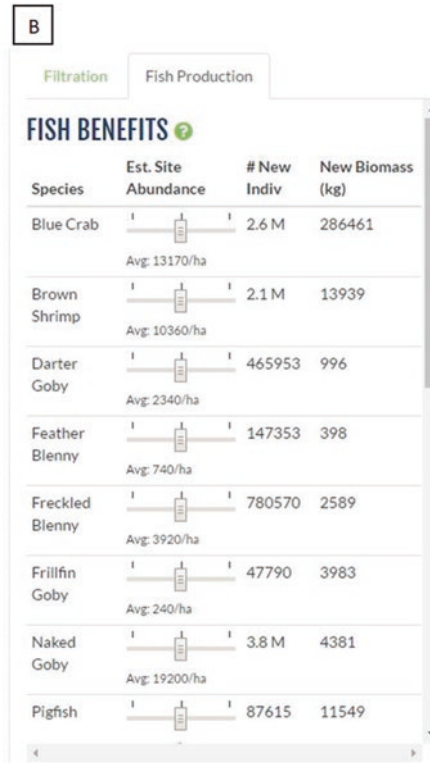 B
Filtration Fish Production
FISH BENEFITS ?
Species Est. Site Abundance # New Indiv New Biomass (kg)
Blue Crab 2.6 M 286461
Avg: 13170/ha
Brown Shrimp 2.1 M 13939
Avg: 10360/ha
Darter Goby 465953 996
Avg: 2340/ha
Feather Blenny 147353 398
Avg: 740/ha
Freckled Blenny 780570 2589
Avg: 3920/ha
Frillfin Goby 47790 3983
Avg: 240/ha
Naked Goby 3.8 M 4381
Avg: 19200/ha
Pigfish 87615 11549